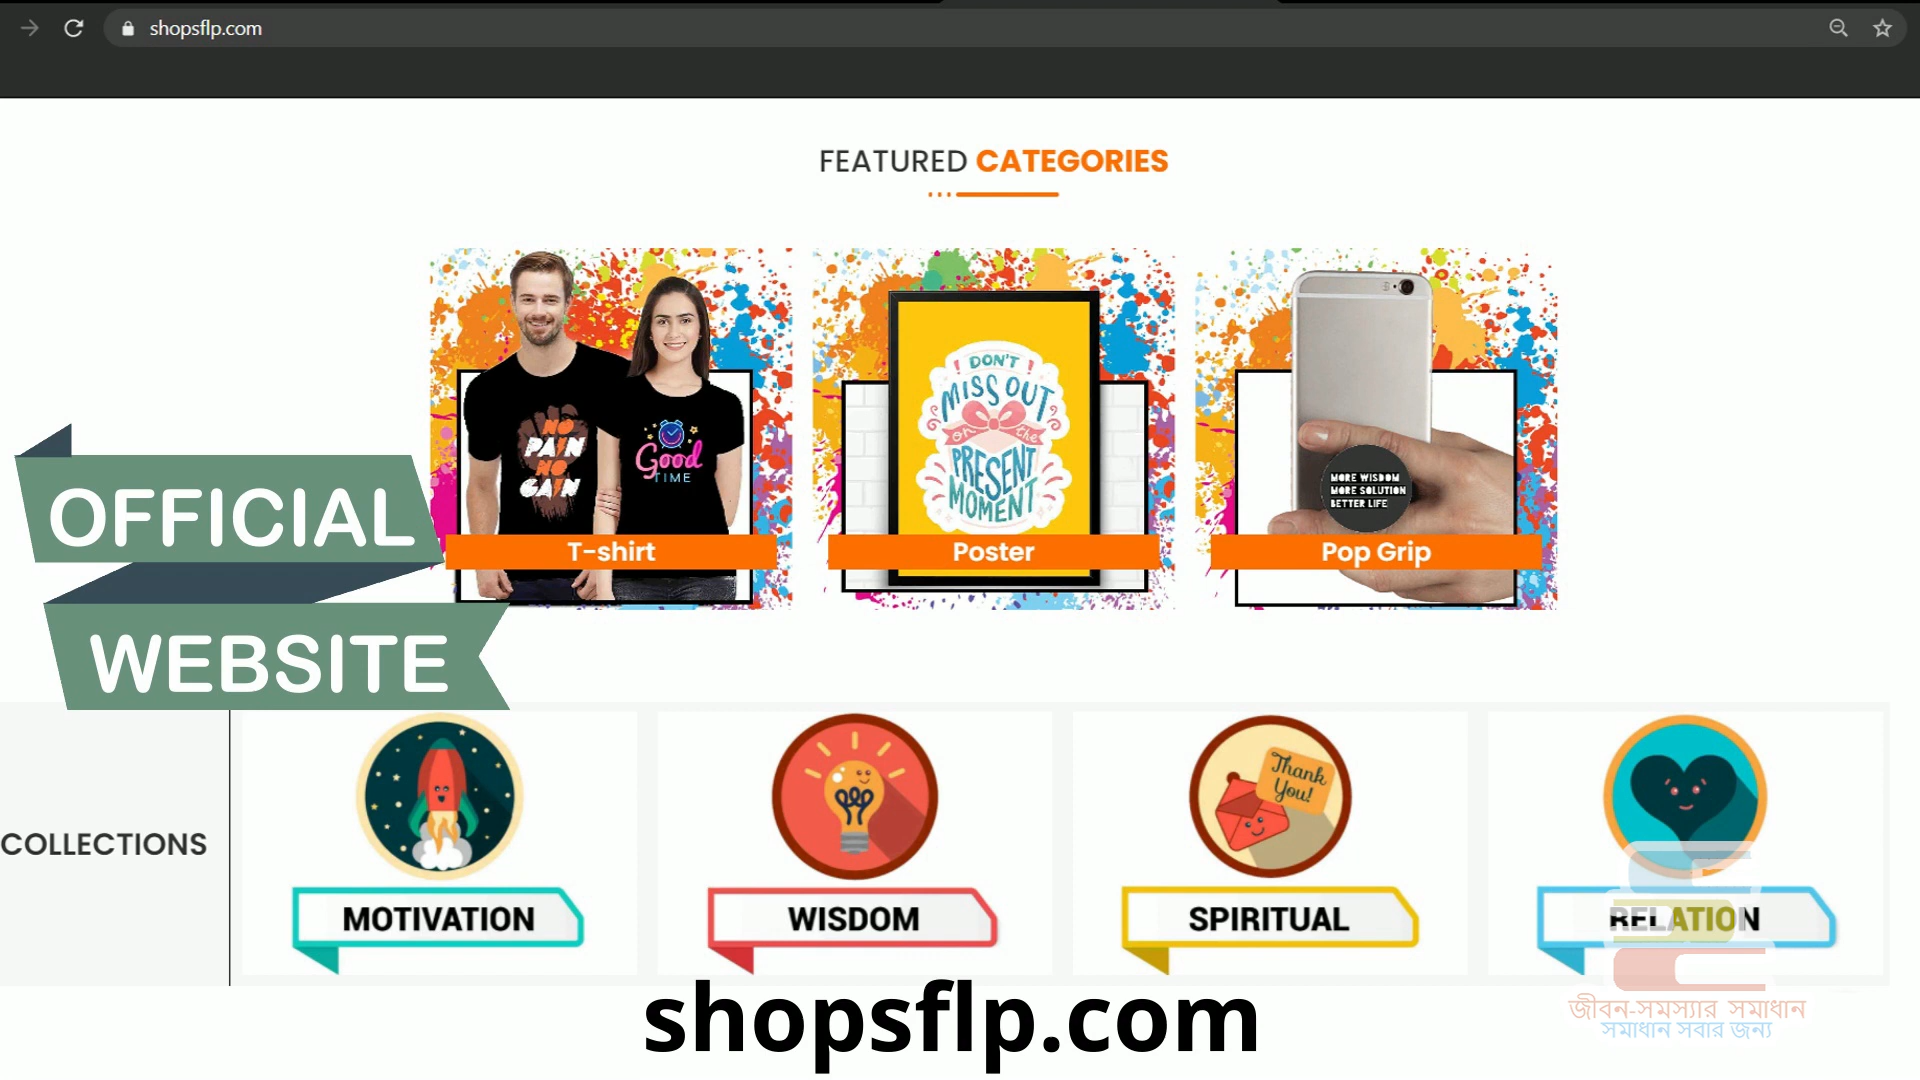 shopsflp.com
FEATURED CATEGORIES
NO
PAIN
NO
GAIN
Good
TIME
T-shirt
DON'T
MISS OUT
on the
PRESENT
MOMENT
Poster
MORE WISDOM
MORE SOLUTION
BETTER LIFE
Pop Grip
OFFICIAL
WEBSITE
COLLECTIONS
MOTIVATION
WISDOM
Thank
You!
SPIRITUAL
RELATION
shopsflp.com
জীবন-সমস্যার সমাধান
সমাধান সবার জন্য